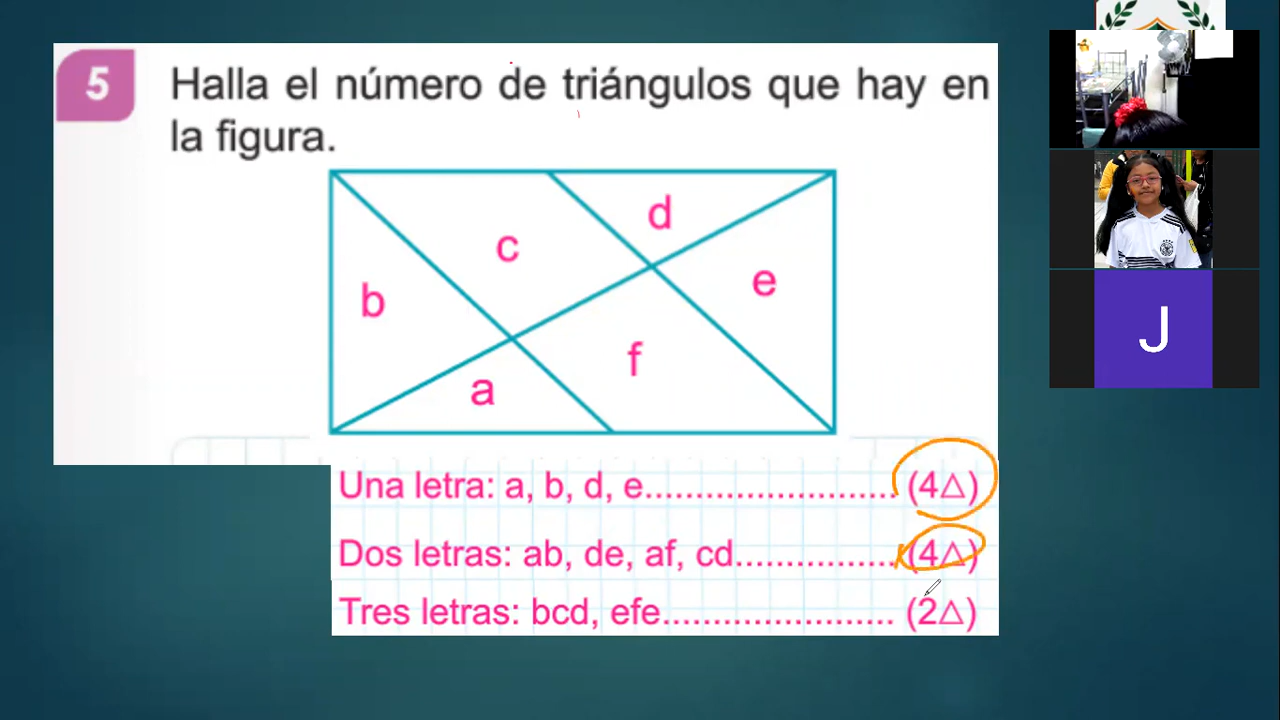 5
Halla el número de triángulos que hay en
la figura.
d
c
e
b
f
a
Una letra: a, b, d, e......................... (4△)
Dos letras: ab, de, af, cd................ (4△)
Tres letras: bcd, efe....................... (2△)
J